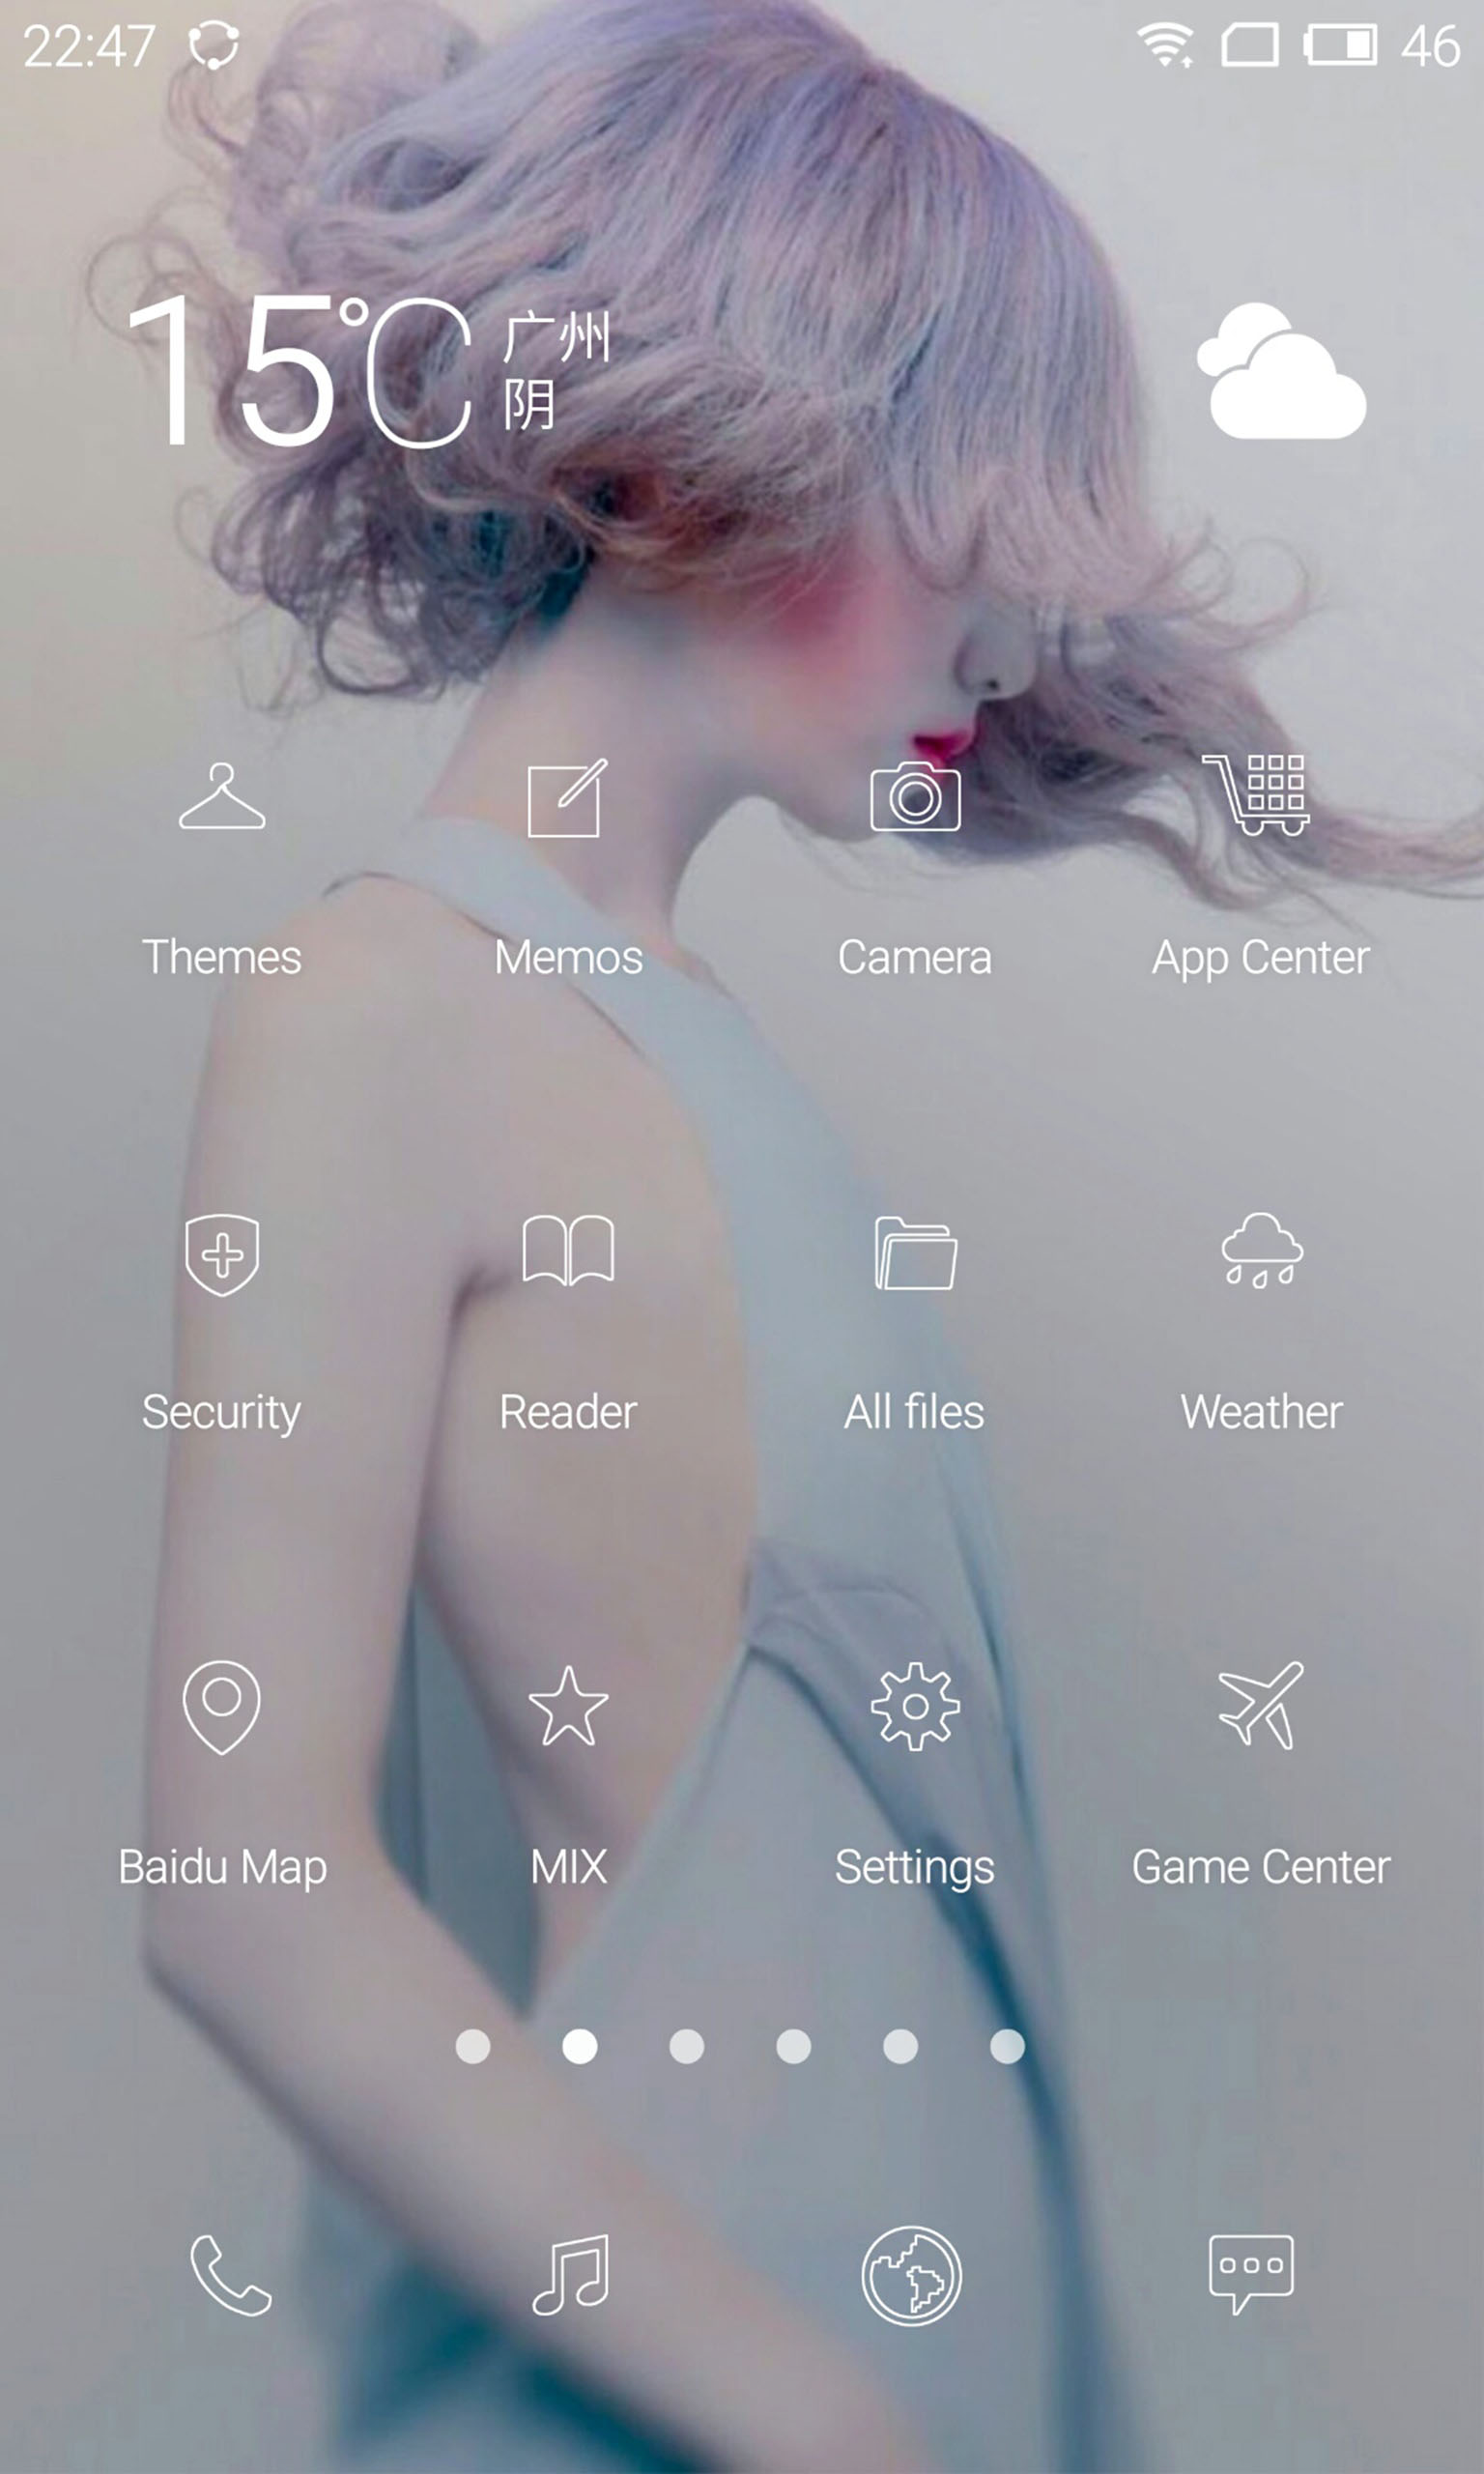 22:47
46
15℃
广州
阴
Themes
Memos
Camera
App Center
Security
Reader
All files
Weather
Baidu Map
MIX
Settings
Game Center